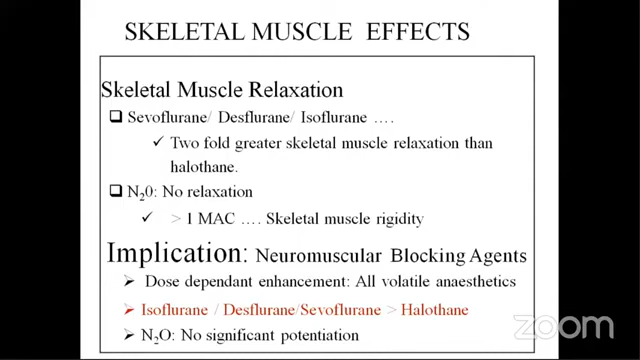 SKELETAL MUSCLE EFFECTS
Skeletal Muscle Relaxation
❑ Sevoflurane/ Desflurane/ Isoflurane ….
✓ Two fold greater skeletal muscle relaxation than
halothane.
❑ N₂0: No relaxation
✓ > 1 MAC …. Skeletal muscle rigidity
Implication: Neuromuscular Blocking Agents
➢ Dose dependant enhancement: All volatile anaesthetics
➢ Isoflurane / Desflurane/Sevoflurane > Halothane
➢ N₂O: No significant potentiation
zoom